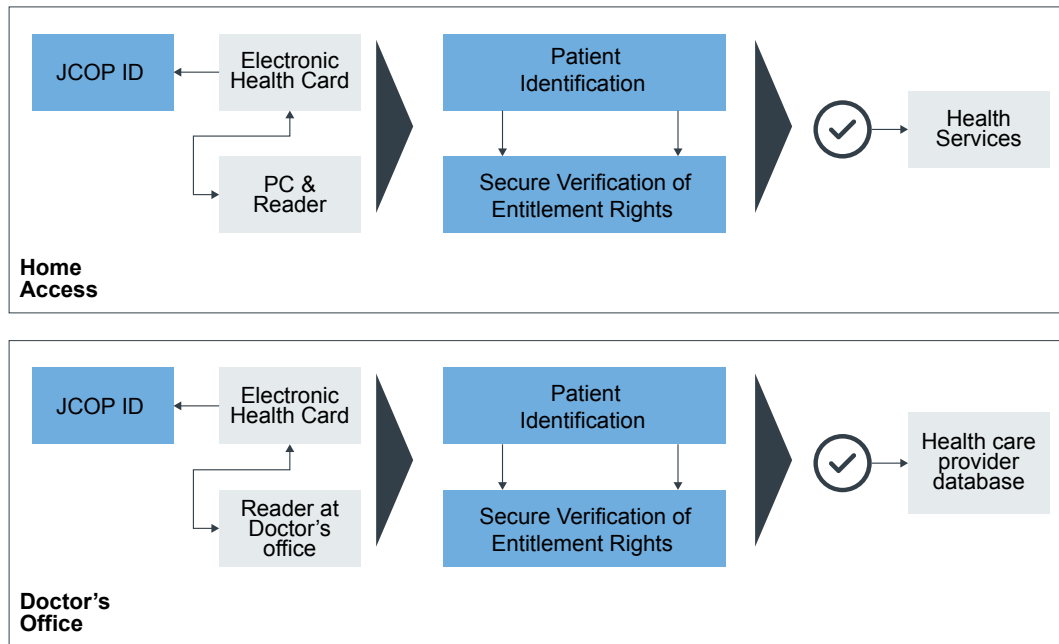 JCOP ID
Electronic
Health Card
PC &
Reader
Patient
Identification
Secure Verification of
Entitlement Rights
Health
Services
Home
Access
JCOP ID
Electronic
Health Card
Reader at
Doctor’s
office
Patient
Identification
Secure Verification of
Entitlement Rights
Health care
provider
database
Doctor’s
Office